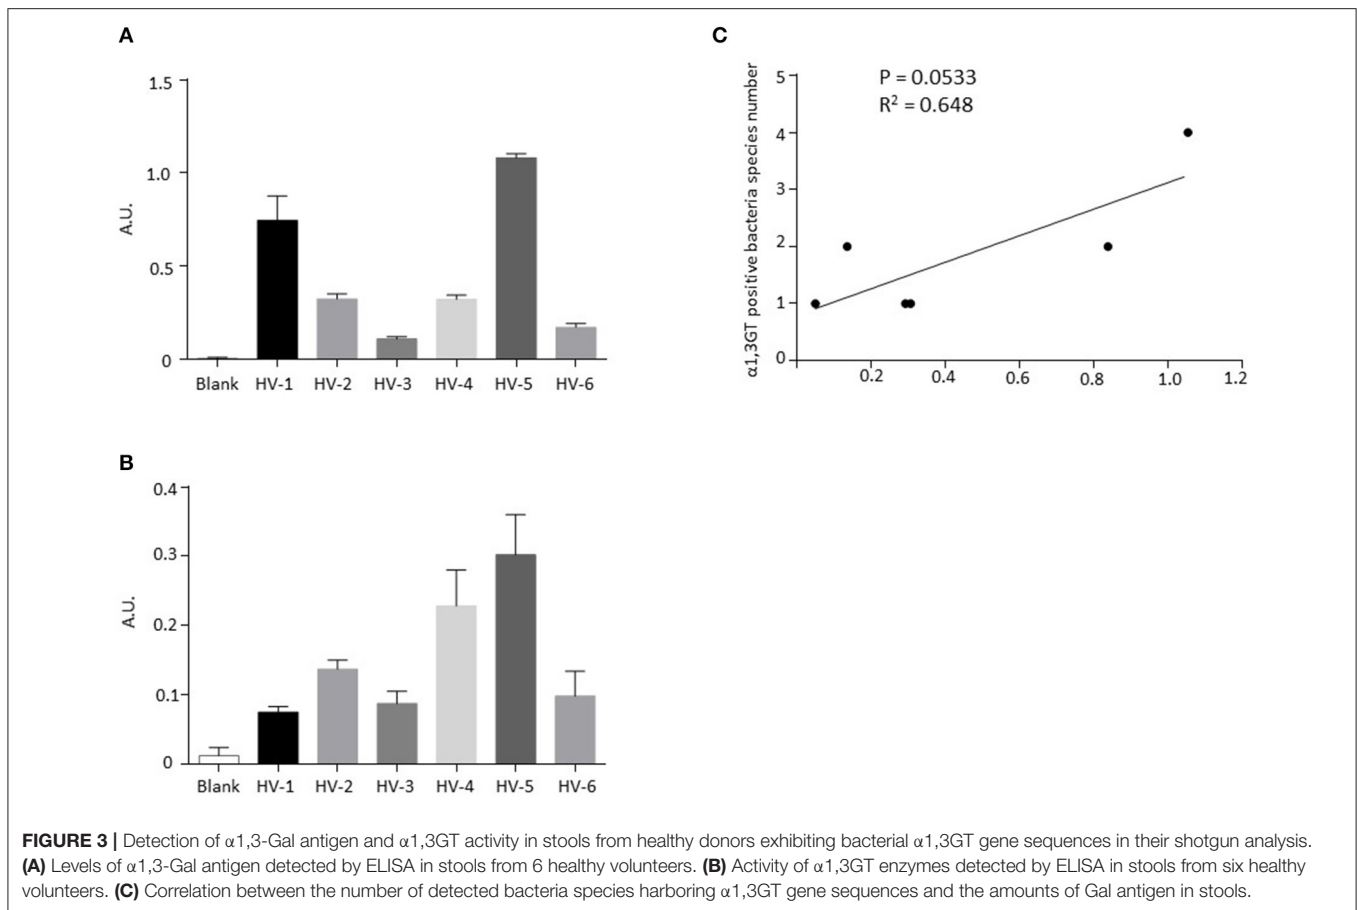 A
1.5
1.0
0.5
0
A.U.
Blank HV-1 HV-2 HV-3 HV-4 HV-5 HV-6
B
0.4
0.3
0.2
0.1
0
A.U.
Blank HV-1 HV-2 HV-3 HV-4 HV-5 HV-6
C
P = 0.0533
R² = 0.648
α1,3GT positive bacteria species number
5
4
3
2
1
0
0.2 0.4 0.6 0.8 1.0 1.2
FIGURE 3 | Detection of α1,3-Gal antigen and α1,3GT activity in stools from healthy donors exhibiting bacterial α1,3GT gene sequences in their shotgun analysis.
(A) Levels of α1,3-Gal antigen detected by ELISA in stools from 6 healthy volunteers. (B) Activity of α1,3GT enzymes detected by ELISA in stools from six healthy
volunteers. (C) Correlation between the number of detected bacteria species harboring α1,3GT gene sequences and the amounts of Gal antigen in stools.